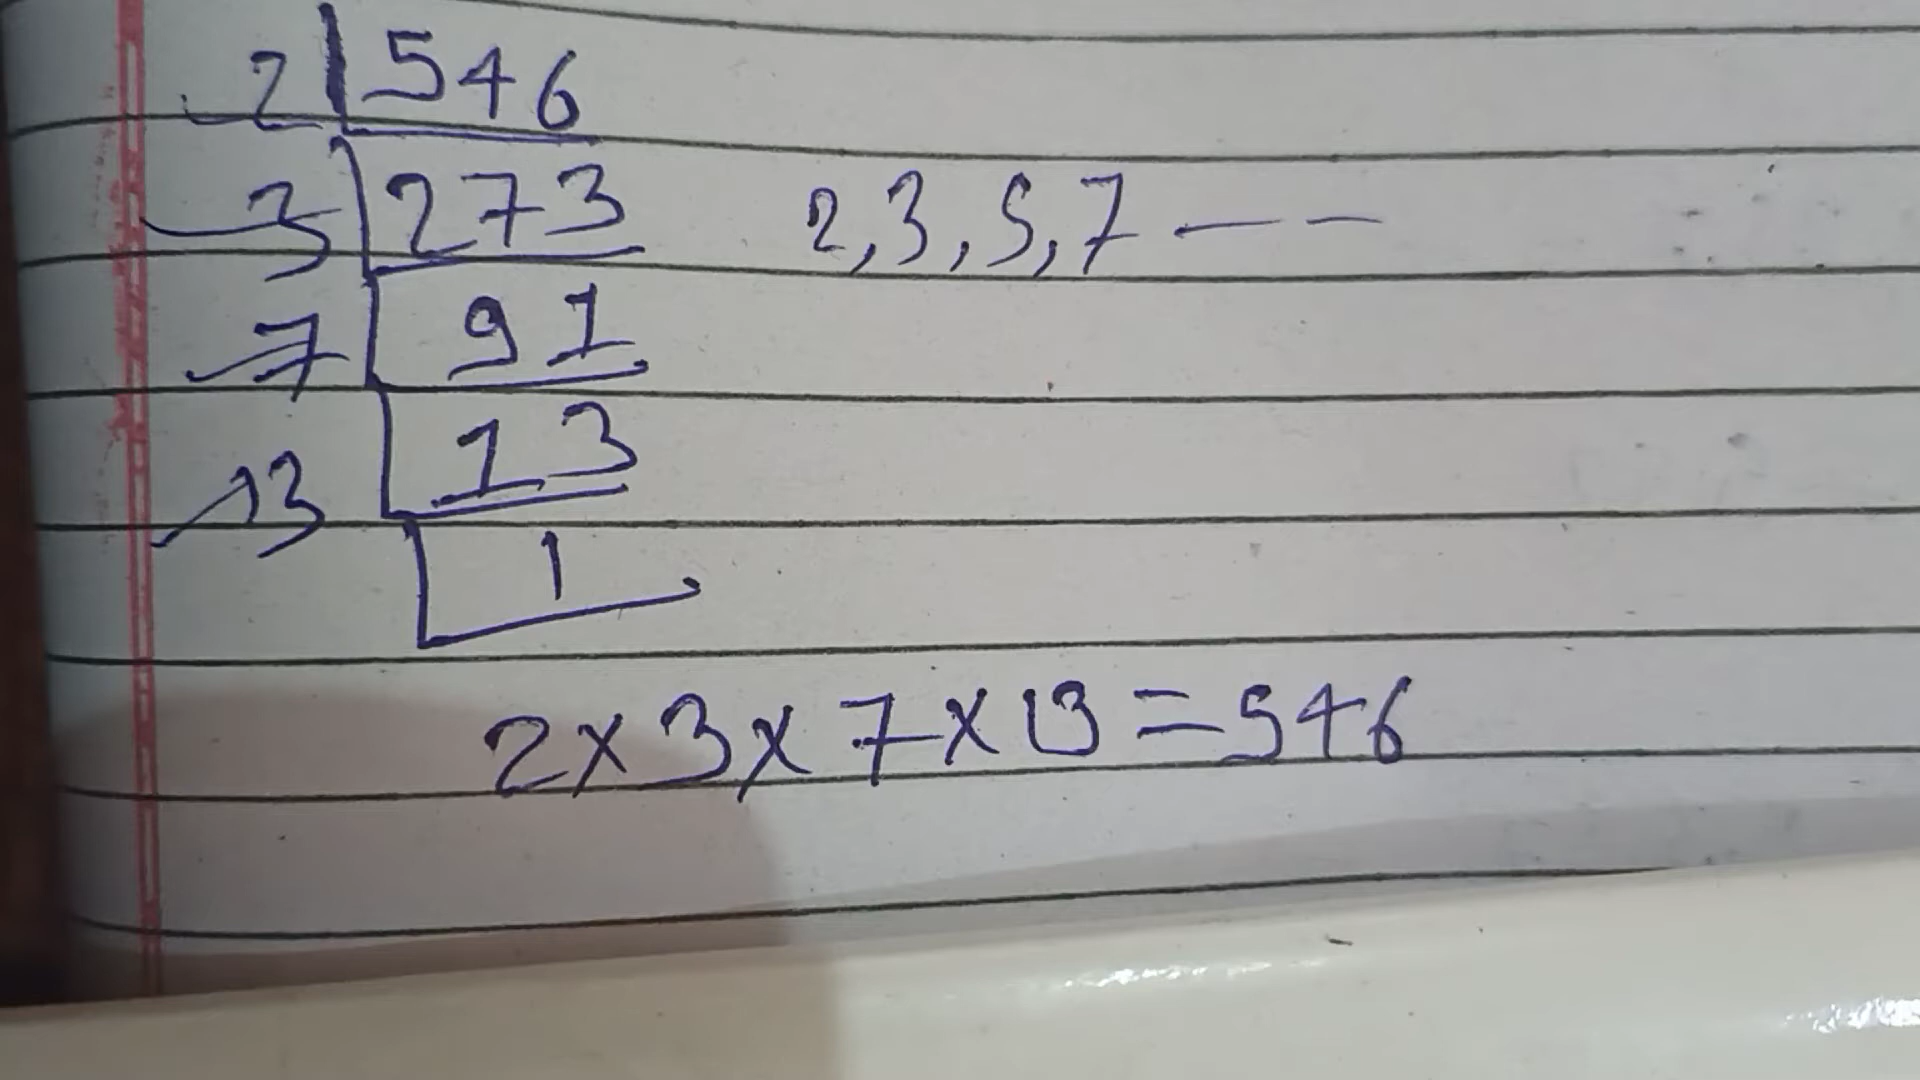 2 546
3 273 2,3,5,7 — —
7 91
13 13
1
2 × 3 × 7 × 13 = 546